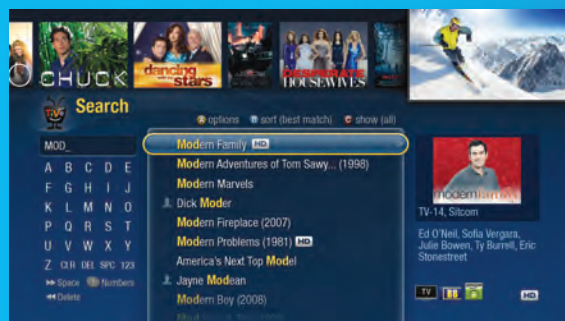 CHUCK
dancing
with the
stars
DESPERATE
HOUSEWIVES
TiVo
Search
A options B sort (best match) C show (all)
MOD_
A B C D E
F G H I J
K L M N O
P Q R S T
U V W X Y
Z CLR DEL SPC 123
Space Numbers
Delete
Modern Family HD
Modern Adventures of Tom Sawy... (1998)
Modern Marvels
Dick Moder
Modern Fireplace (2007)
Modern Problems (1981) HD
America's Next Top Model
Jayne Modean
Modern Boy (2008)
modern family
TV-14, Sitcom
Ed O'Neil, Sofia Vergara,
Julie Bowen, Ty Burrell, Eric
Stonestreet
TV
HD